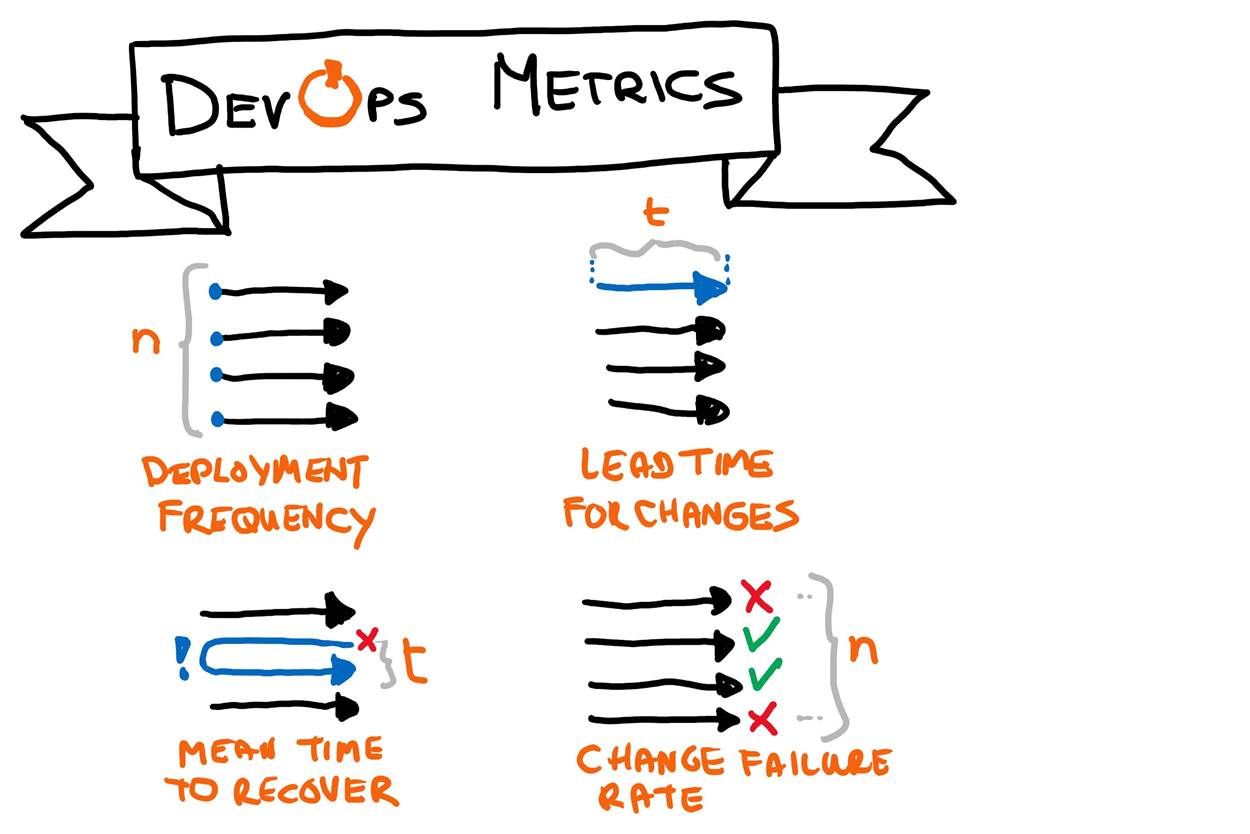 DEVOPS METRICS
n
DEPLOYMENT
FREQUENCY
t
LEAD TIME
FOR CHANGES
!
t
MEAN TIME
TO RECOVER
n
CHANGE FAILURE
RATE